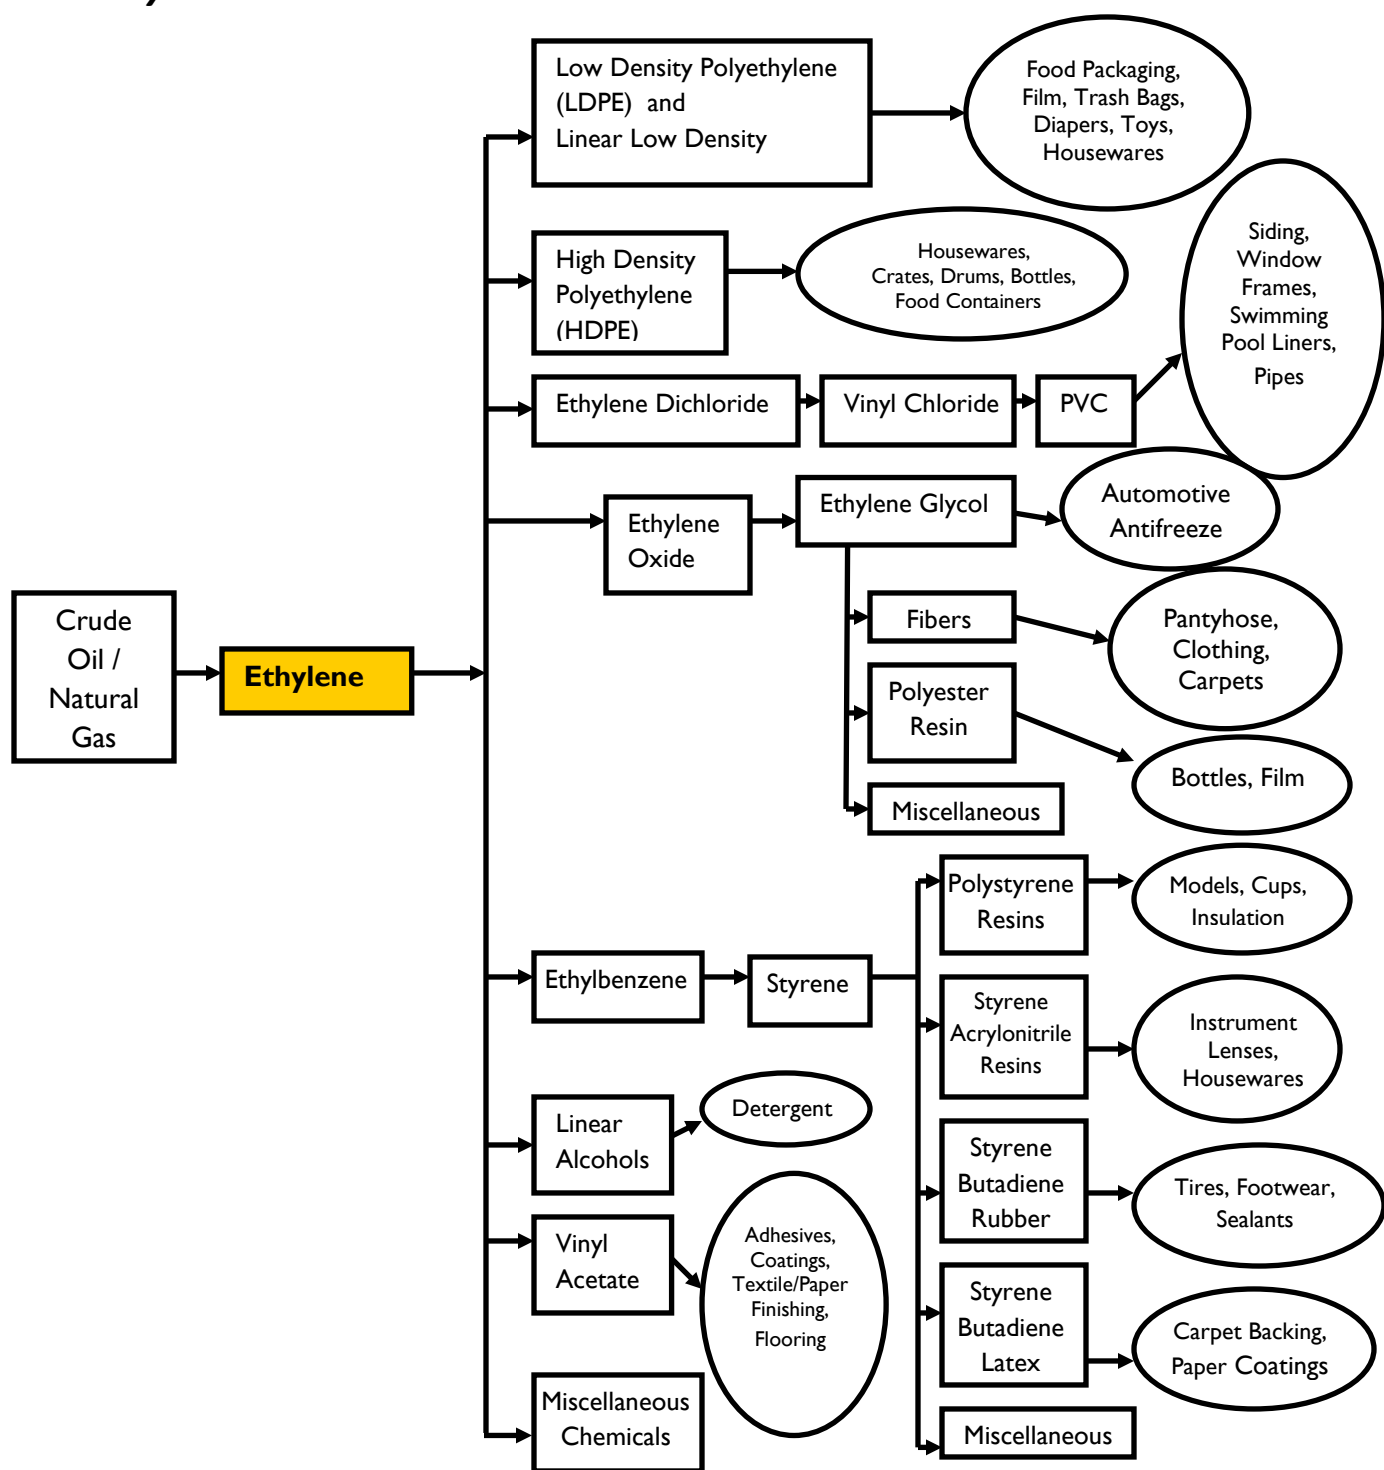 Low Density Polyethylene
(LDPE) and
Linear Low Density
Food Packaging,
Film, Trash Bags,
Diapers, Toys,
Housewares
High Density
Polyethylene
(HDPE)
Housewares,
Crates, Drums, Bottles,
Food Containers
Siding,
Window
Frames,
Swimming
Pool Liners,
Pipes
Ethylene Dichloride
Vinyl Chloride
PVC
Ethylene
Oxide
Ethylene Glycol
Automotive
Antifreeze
Crude
Oil /
Natural
Gas
Ethylene
Fibers
Pantyhose,
Clothing,
Carpets
Polyester
Resin
Bottles, Film
Miscellaneous
Ethylbenzene
Styrene
Polystyrene
Resins
Models, Cups,
Insulation
Styrene
Acrylonitrile
Resins
Instrument
Lenses,
Housewares
Styrene
Butadiene
Rubber
Tires, Footwear,
Sealants
Styrene
Butadiene
Latex
Carpet Backing,
Paper Coatings
Miscellaneous
Linear
Alcohols
Detergent
Vinyl
Acetate
Adhesives,
Coatings,
Textile/Paper
Finishing,
Flooring
Miscellaneous
Chemicals